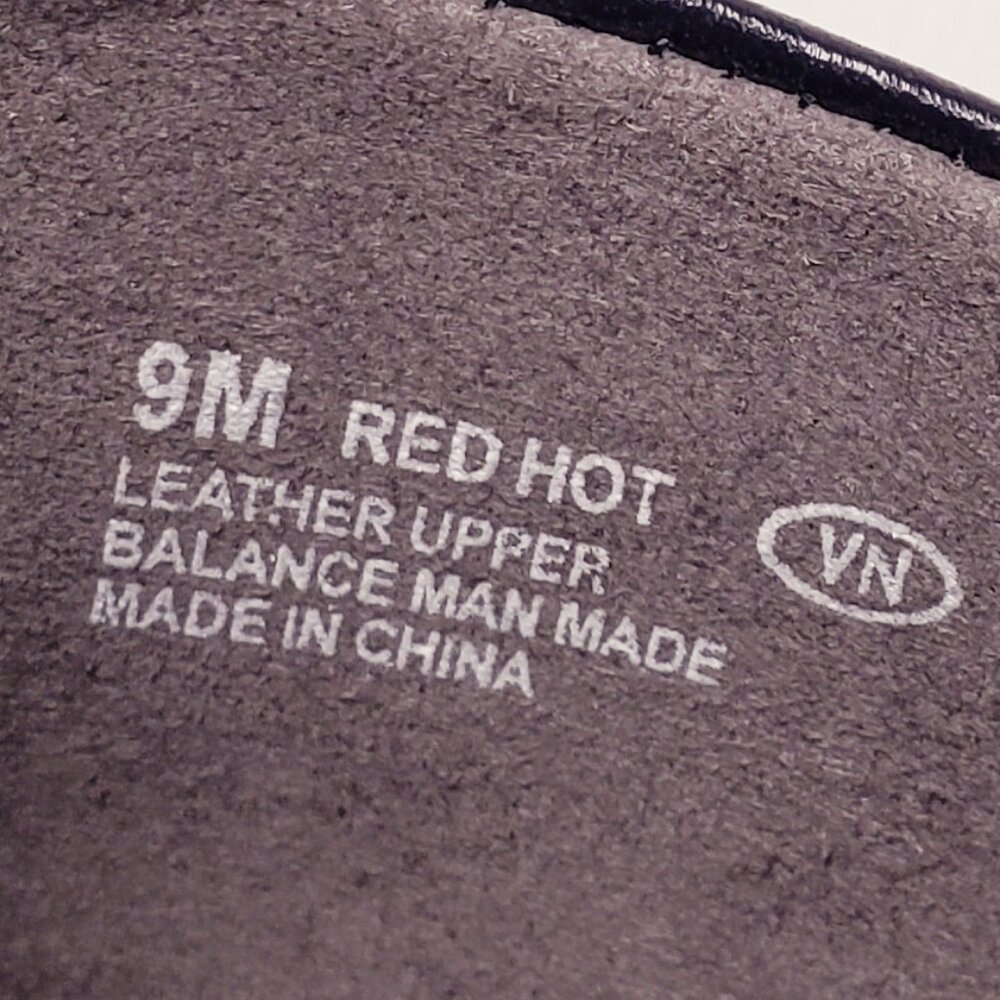 9M RED HOT
LEATHER UPPER
BALANCE MAN MADE
MADE IN CHINA
VN